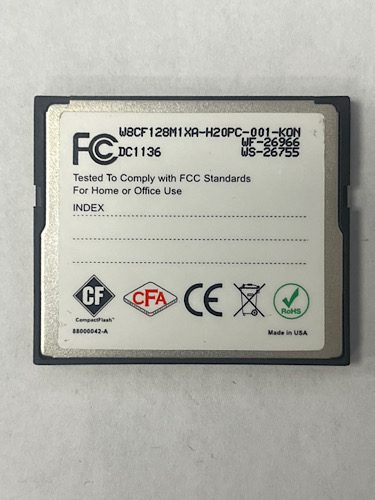 FC W8CF128M1XA-H20PC-001-KON
WF-26966
DC1136 WS-26755
Tested To Comply with FCC Standards
For Home or Office Use
INDEX
CF CFA CE RoHS
CompactFlash™
88000042-A Made in USA